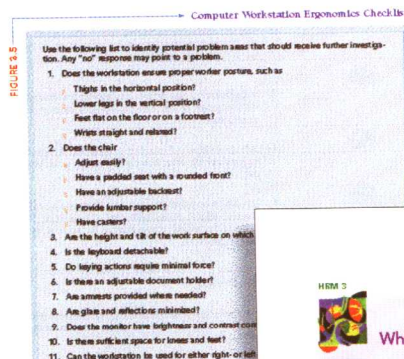 Computer Workstation Ergonomics Checklis
FIGURE 3.5
Use the following list to identify potential problem areas that should receive further investiga-
tion. Any "no" response may point to a problem.
1. Does the workstation ensure proper worker posture, such as
Thighs in the horizontal position?
Lower legs in the vertical position?
Feet flat on the floor or on a footrest?
Wrists straight and relaxed?
2. Does the chair
Adjust easily?
Have a padded seat with a rounded front?
Have an adjustable backrest?
Provide lumbar support?
Have casters?
3. Are the height and tilt of the work surface on which
4. Is the keyboard detachable?
5. Do keying actions require minimal force?
6. Is there an adjustable document holder?
7. Are armrests provided where needed?
8. Are glare and reflections minimized?
9. Does the monitor have brightness and contrast con
10. Is there sufficient space for knees and feet?
11. Can the workstation be used for either right- or left
HRM 3
Wh